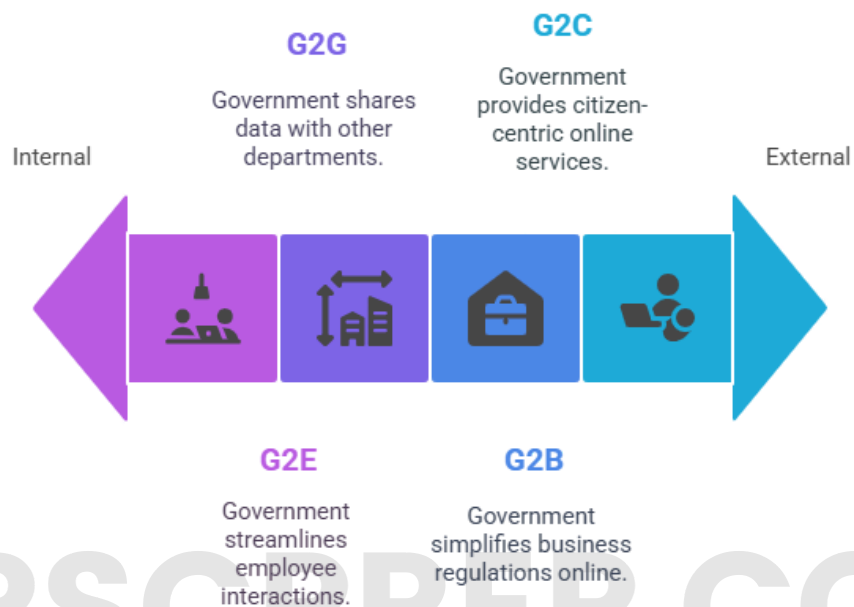 G2G
Government shares
data with other
departments.
G2C
Government
provides citizen-
centric online
services.
Internal
External
G2E
Government
streamlines
employee
interactions.
G2B
Government
simplifies business
regulations online.